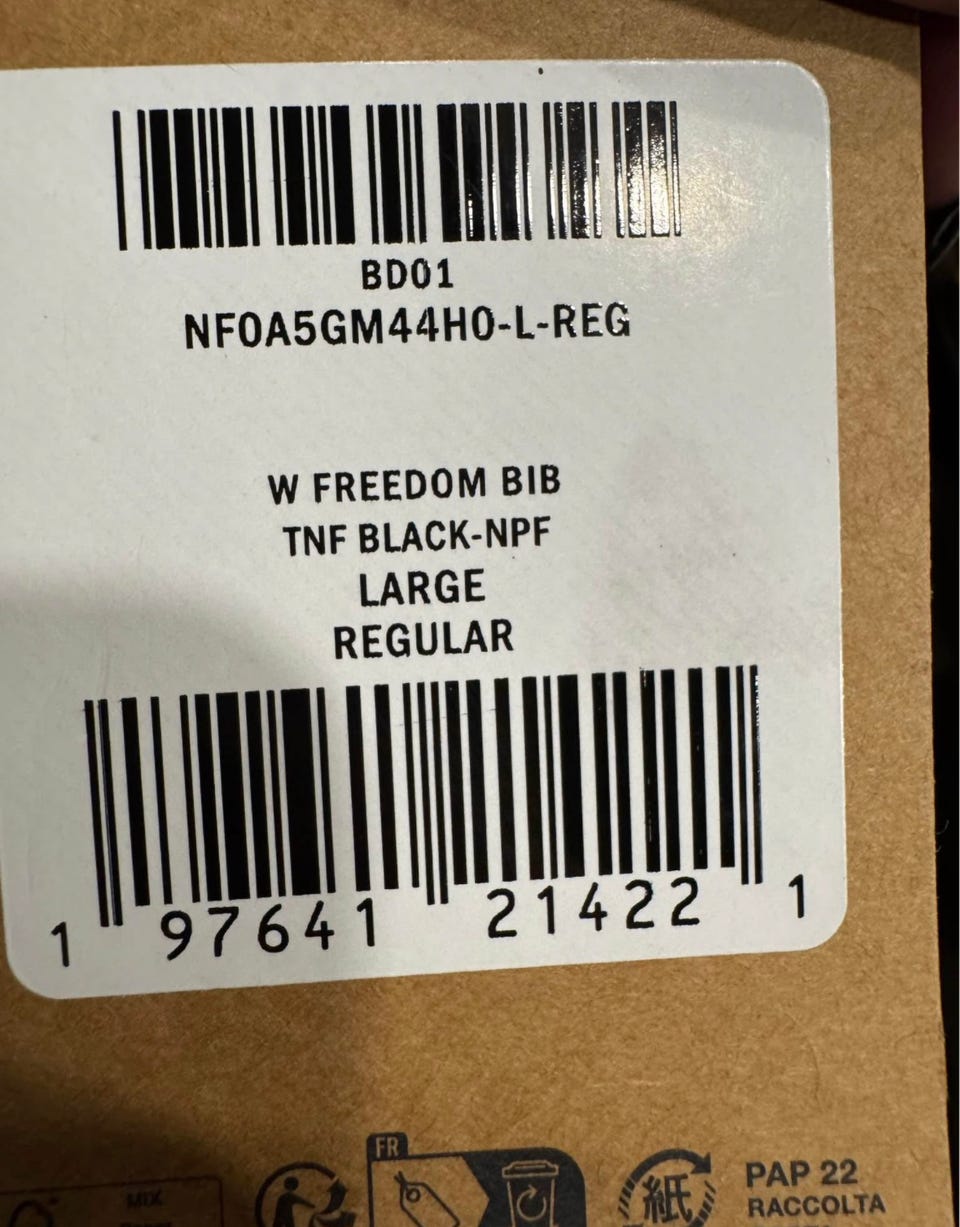 BD01
NF0A5GM44H0-L-REG
W FREEDOM BIB
TNF BLACK-NPF
LARGE
REGULAR
1 97641 21422 1
FR
MIX
紙
PAP 22
RACCOLTA